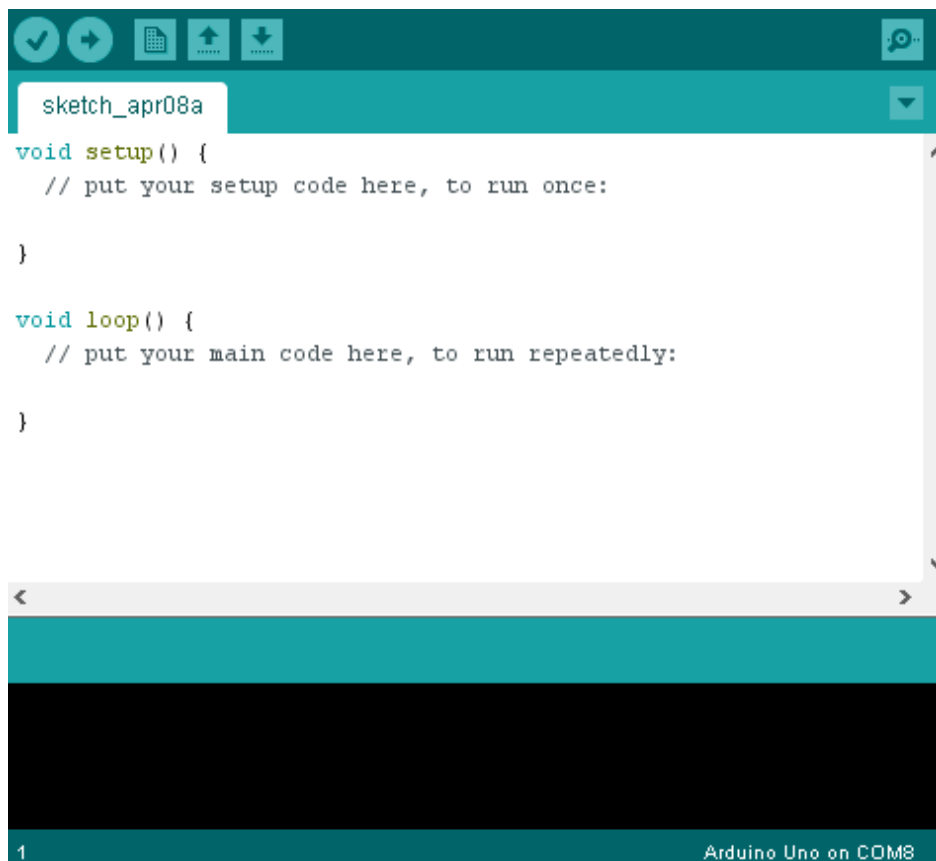 sketch_apr08a
void setup() {
  // put your setup code here, to run once:
}
void loop() {
  // put your main code here, to run repeatedly:
}
1 Arduino Uno on COM8